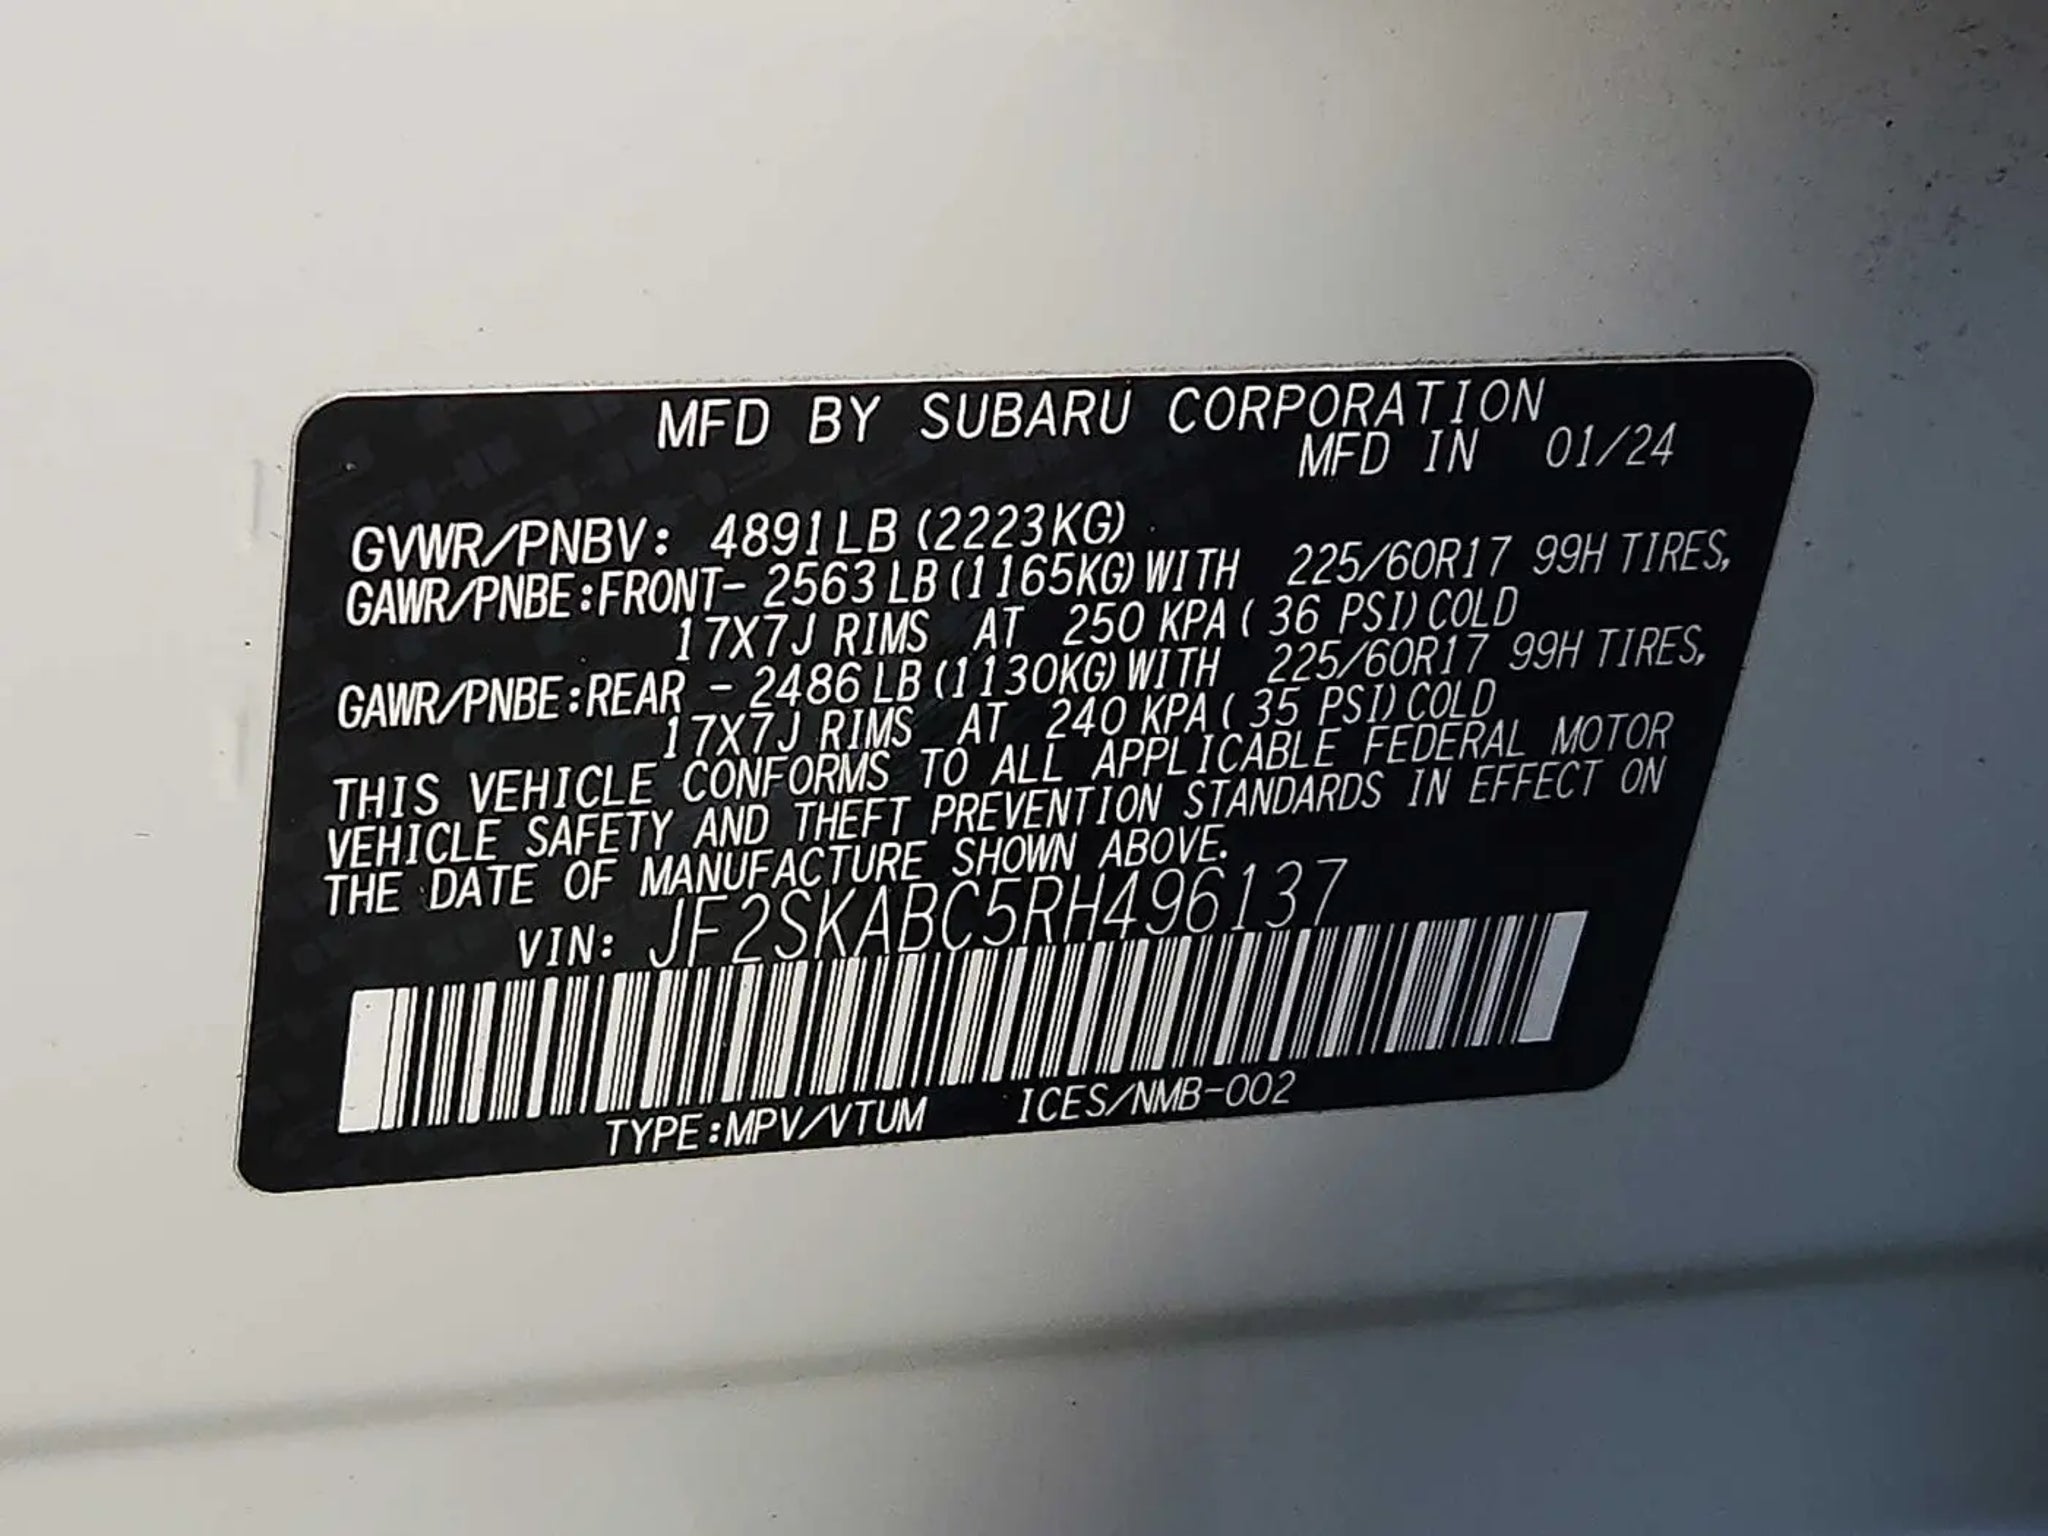 MFD BY SUBARU CORPORATION
MFD IN 01/24
GVWR/PNBV: 4891LB (2223KG)
GAWR/PNBE:FRONT- 2563 LB (1165KG) WITH 225/60R17 99H TIRES,
17X7J RIMS AT 250 KPA ( 36 PSI) COLD
GAWR/PNBE:REAR - 2486 LB (1130KG) WITH 225/60R17 99H TIRES,
17X7J RIMS AT 240 KPA ( 35 PSI) COLD
THIS VEHICLE CONFORMS TO ALL APPLICABLE FEDERAL MOTOR
VEHICLE SAFETY AND THEFT PREVENTION STANDARDS IN EFFECT ON
THE DATE OF MANUFACTURE SHOWN ABOVE.
VIN: JF2SKABC5RH496137
TYPE:MPV/VTUM ICES/NMB-002